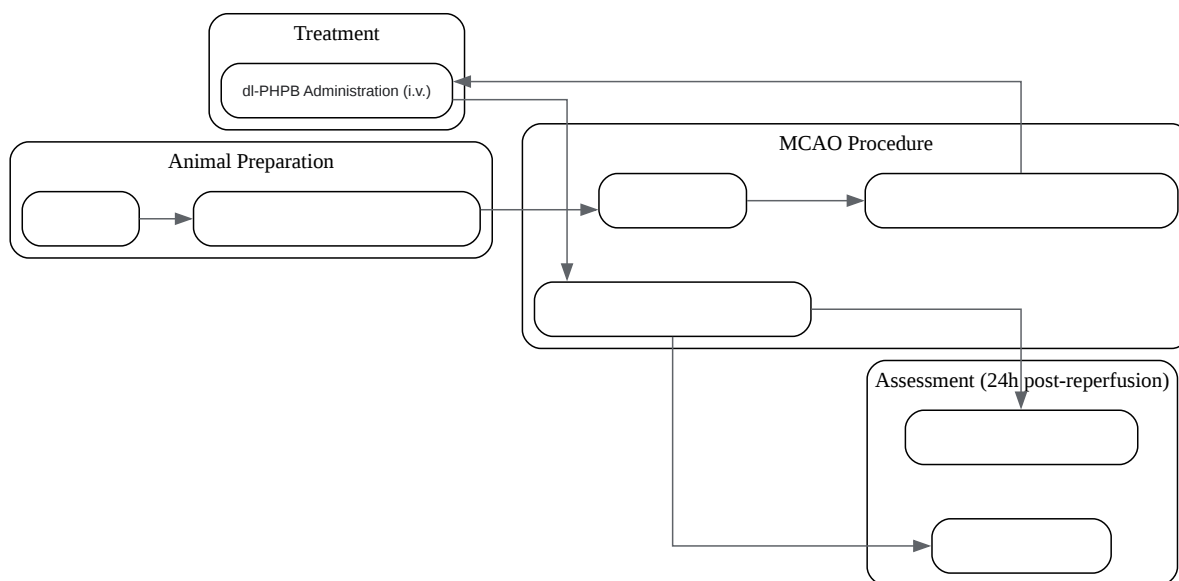 Treatment
dl-PHPB Administration (i.v.)
Animal Preparation
MCAO Procedure
Assessment (24h post-reperfusion)